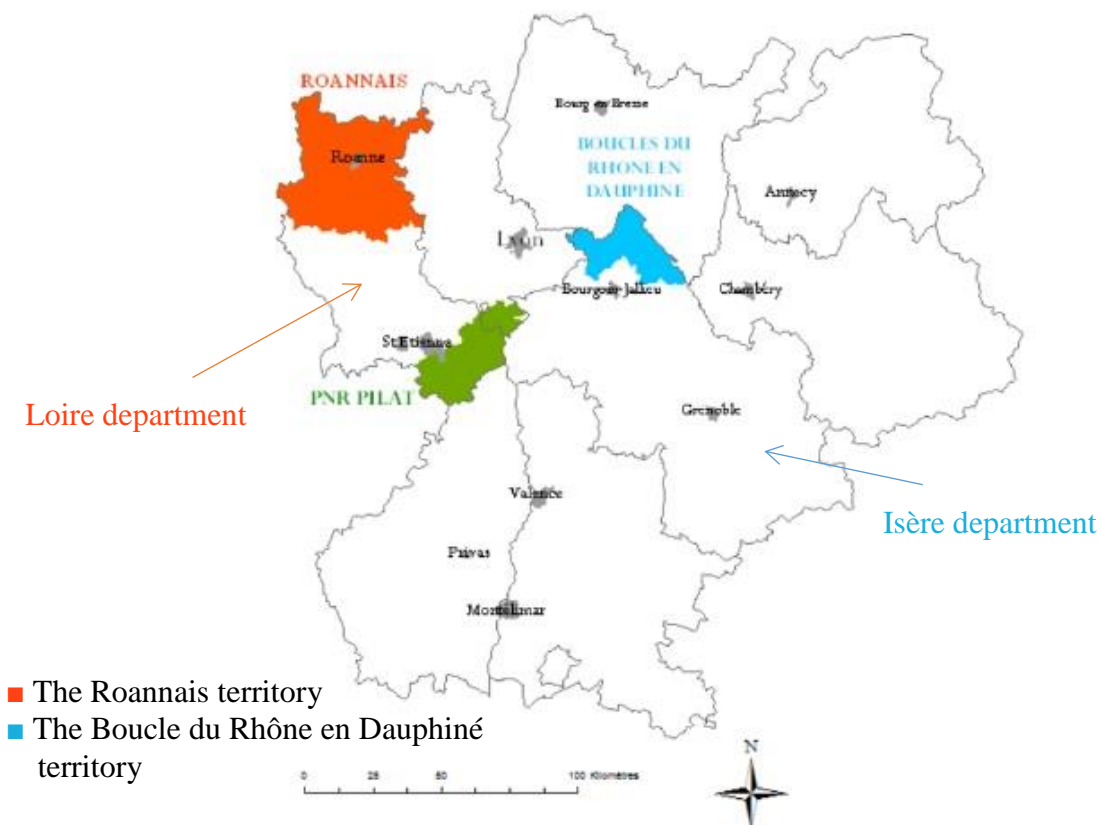 ROANNAIS
Bourg en Bresse
Roanne
BOUCLES DU
RHONE EN
DAUPHINE
Annecy
Lyon
Bourgoin Jallieu
Chambéry
St Etienne
PNR PILAT
Loire department
Grenoble
Valence
Isère department
Privas
Montélimar
■ The Roannais territory
■ The Boucle du Rhône en Dauphiné
territory
N
0 25 50 100 Kilomètres